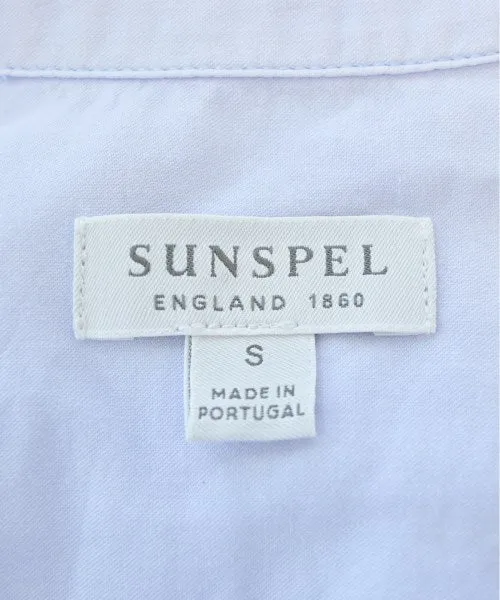 SUNSPEL
ENGLAND 1860
S
MADE IN
PORTUGAL